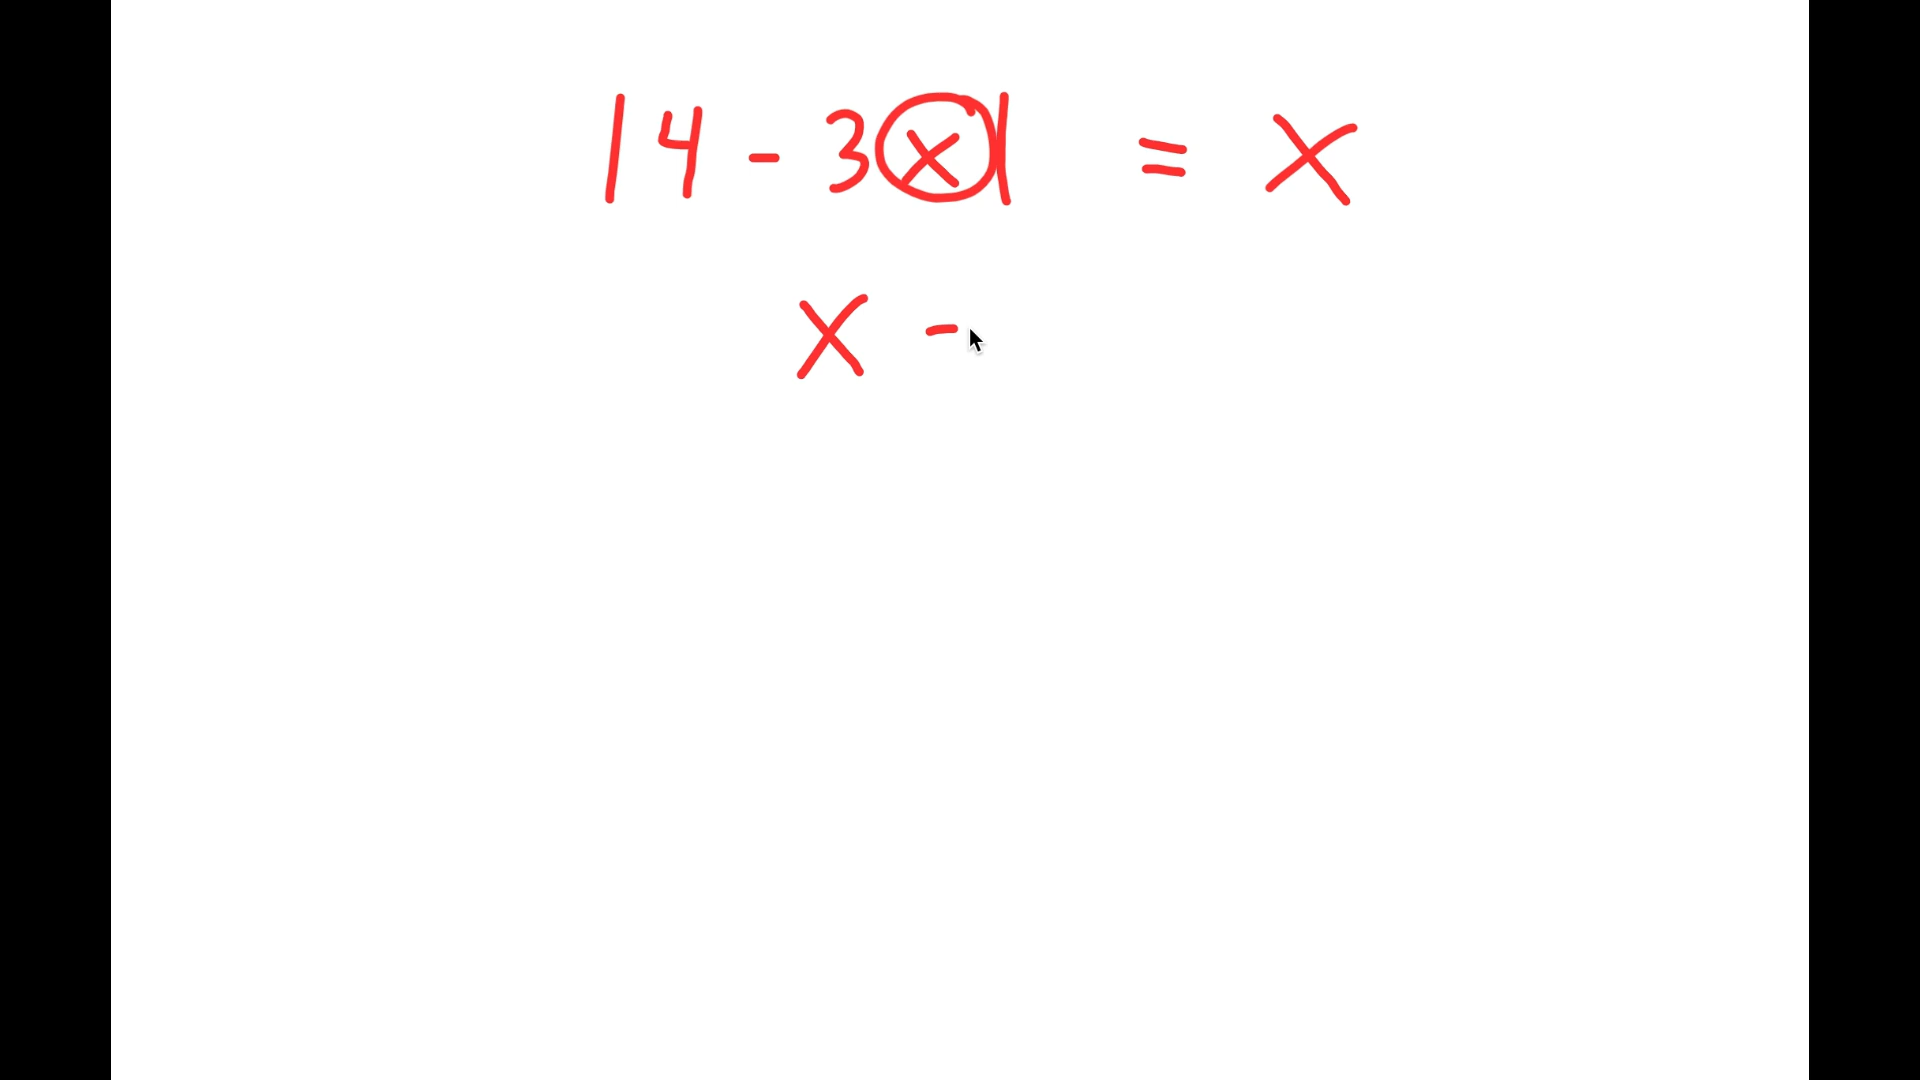 |4 - 3x| = x
x -